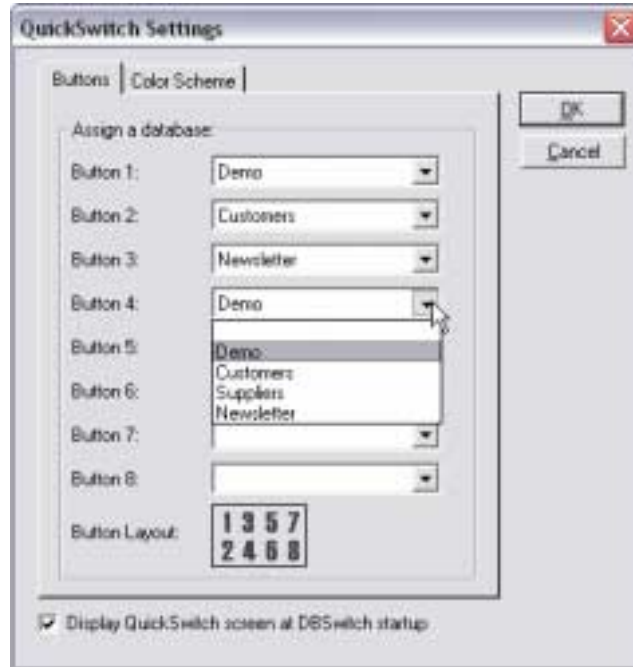 QuickSwitch Settings
Buttons
Color Scheme
OK
Cancel
Assign a database:
Button 1: Demo
Button 2: Customers
Button 3: Newsletter
Button 4: Demo
Button 5:
Demo
Customers
Button 6: Suppliers
Newsletter
Button 7:
Button 8:
Button Layout:
1 3 5 7
2 4 6 8
Display QuickSwitch screen at DBSwitch startup